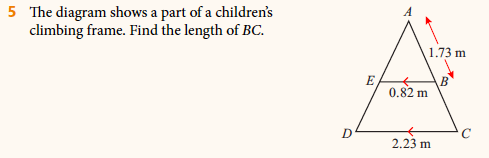 5 The diagram shows a part of a children's
climbing frame. Find the length of BC.
A
1.73 m
E
B
0.82 m
D
C
2.23 m